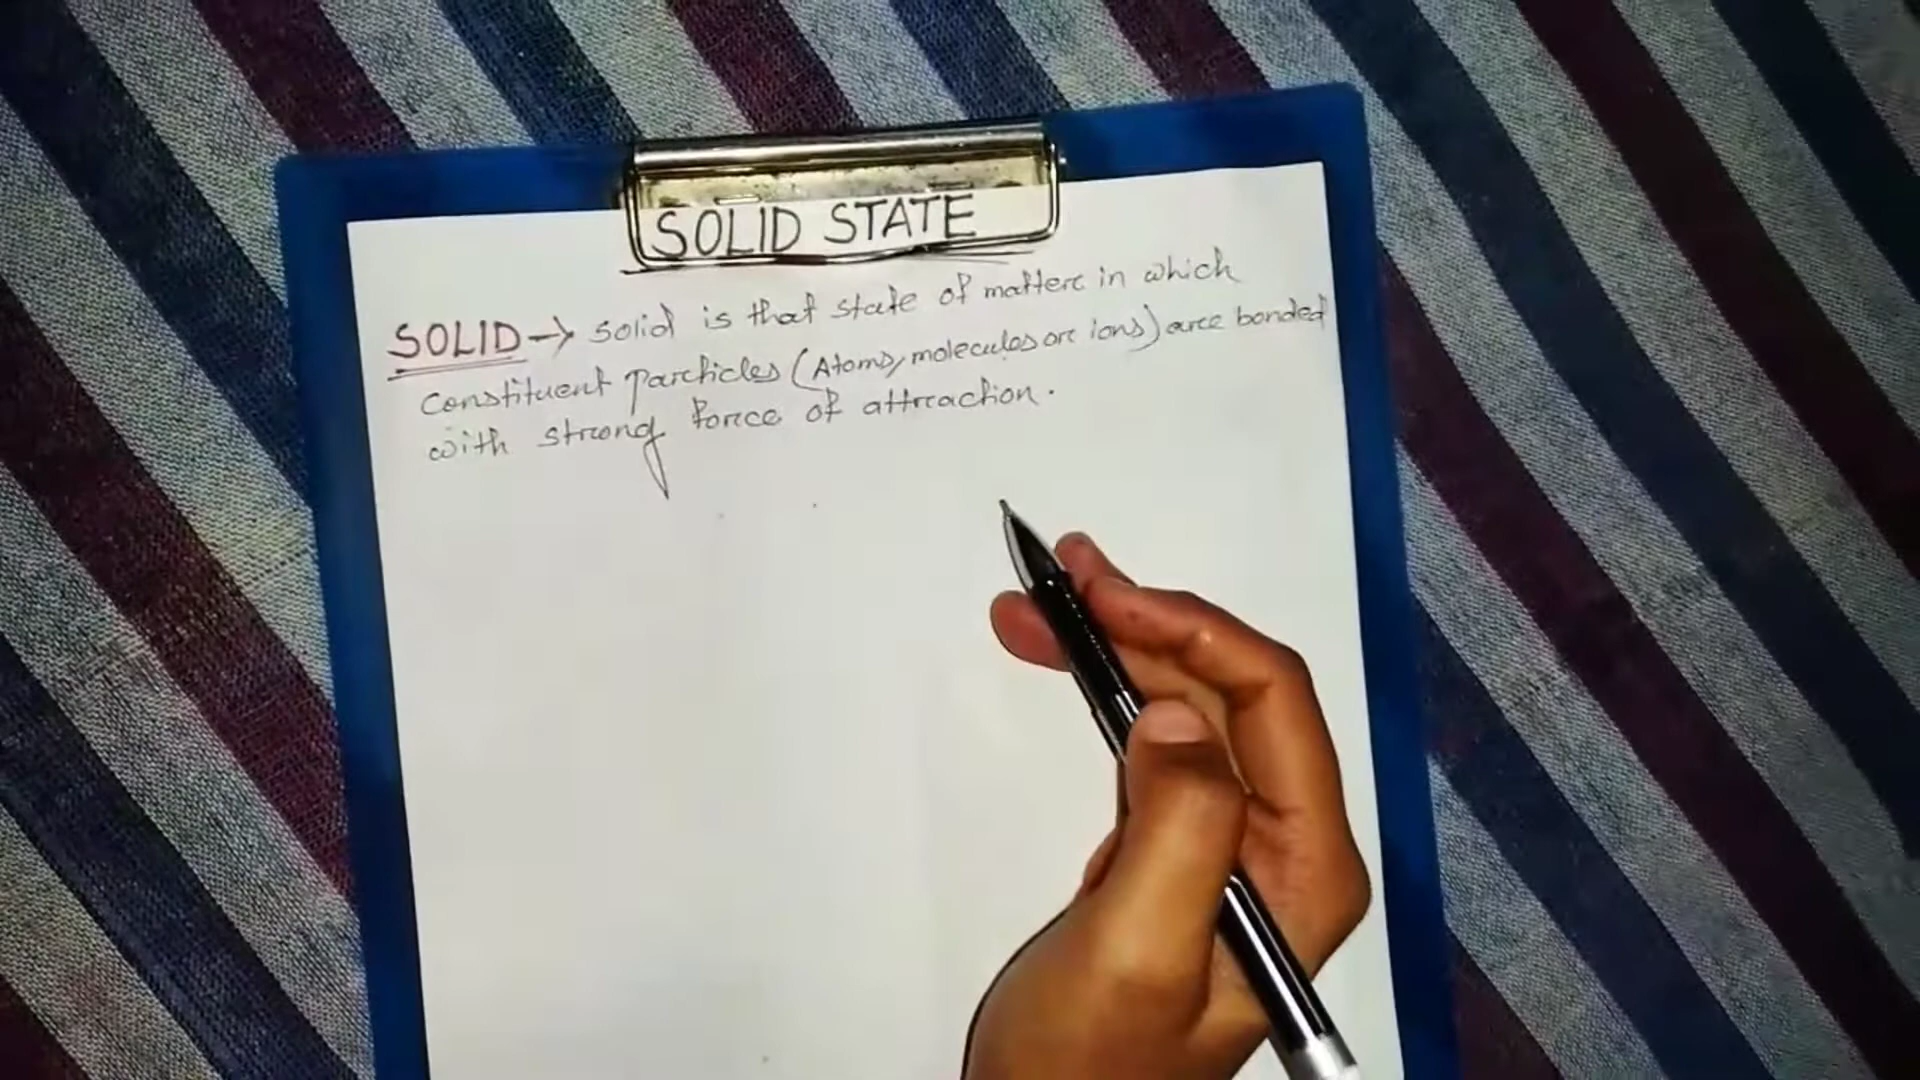 SOLID STATE
SOLID → Solid is that state of matter in which
constituent particles (Atoms, molecules or ions) are bonded
with strong force of attraction.